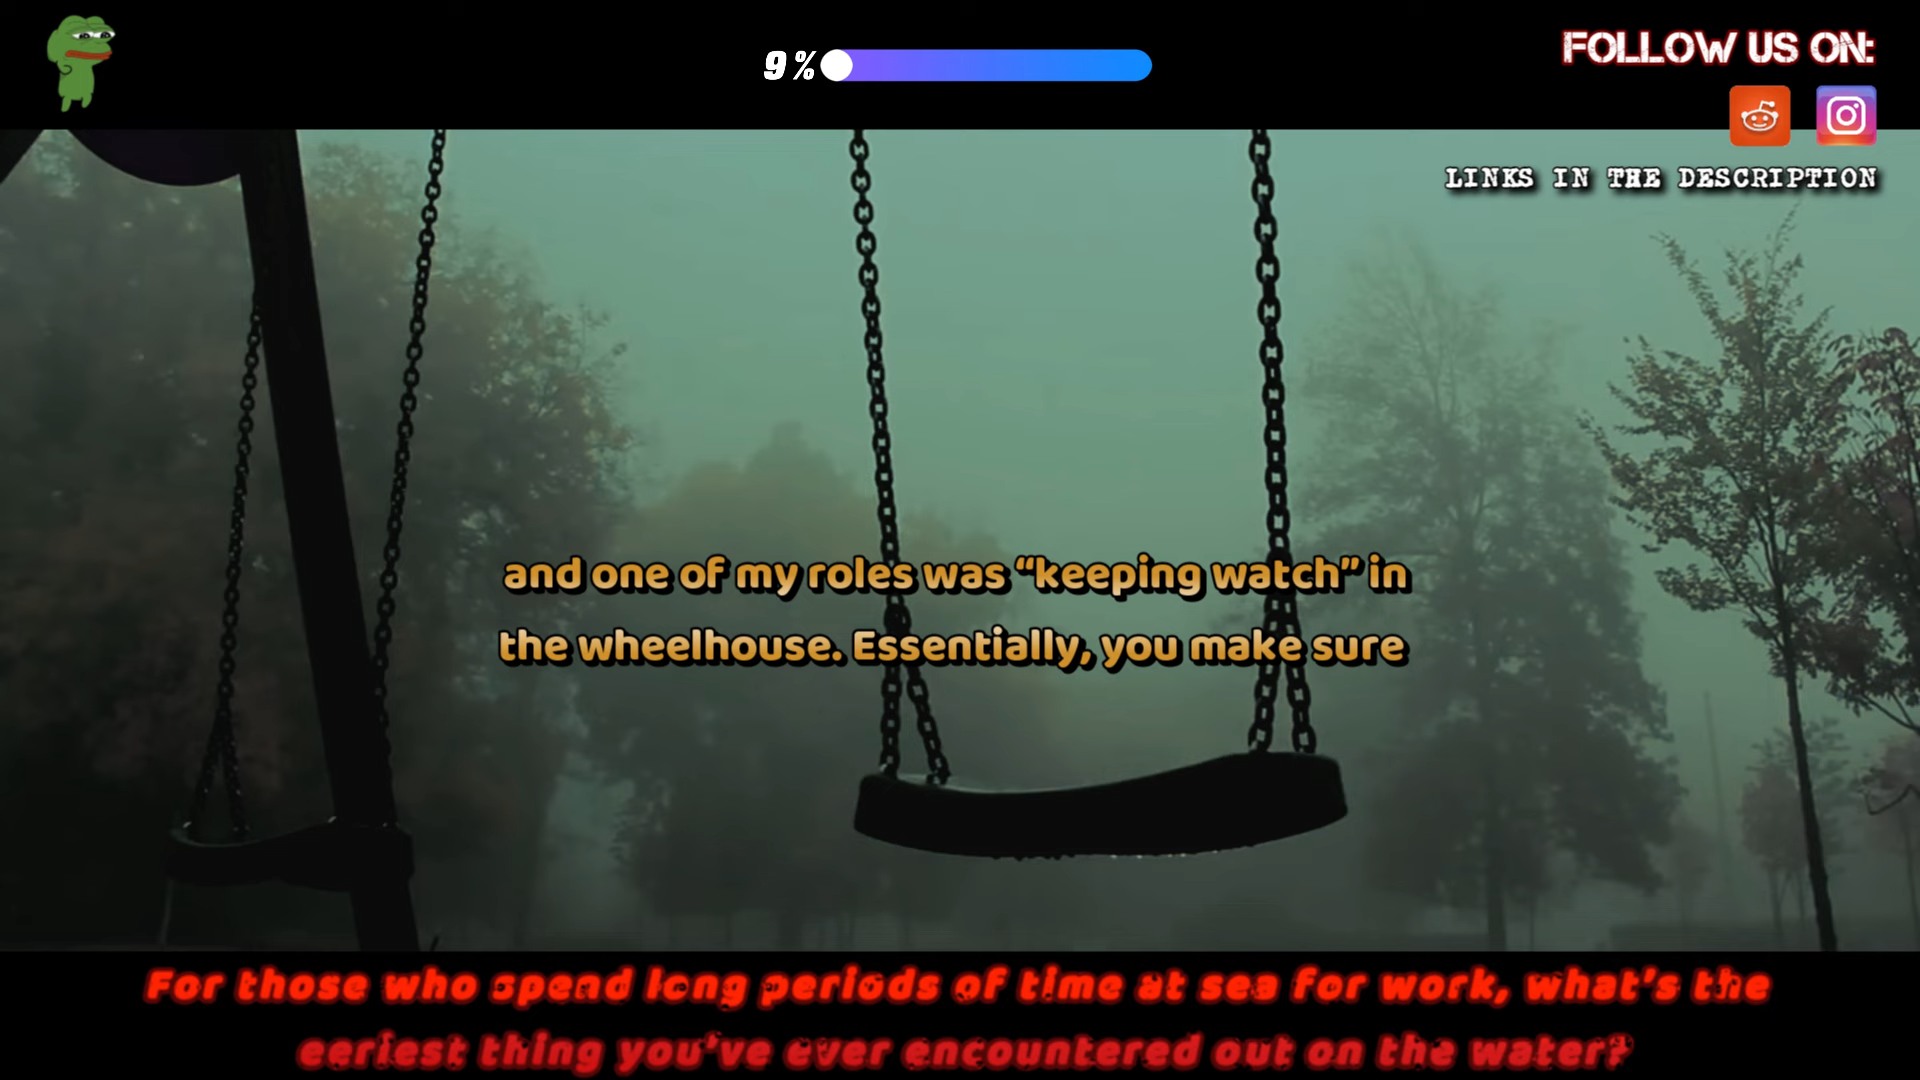 9%
FOLLOW US ON:
LINKS IN THE DESCRIPTION
and one of my roles was “keeping watch” in
the wheelhouse. Essentially, you make sure
For those who spend long periods of time at sea for work, what's the
eeriest thing you've ever encountered out on the water?